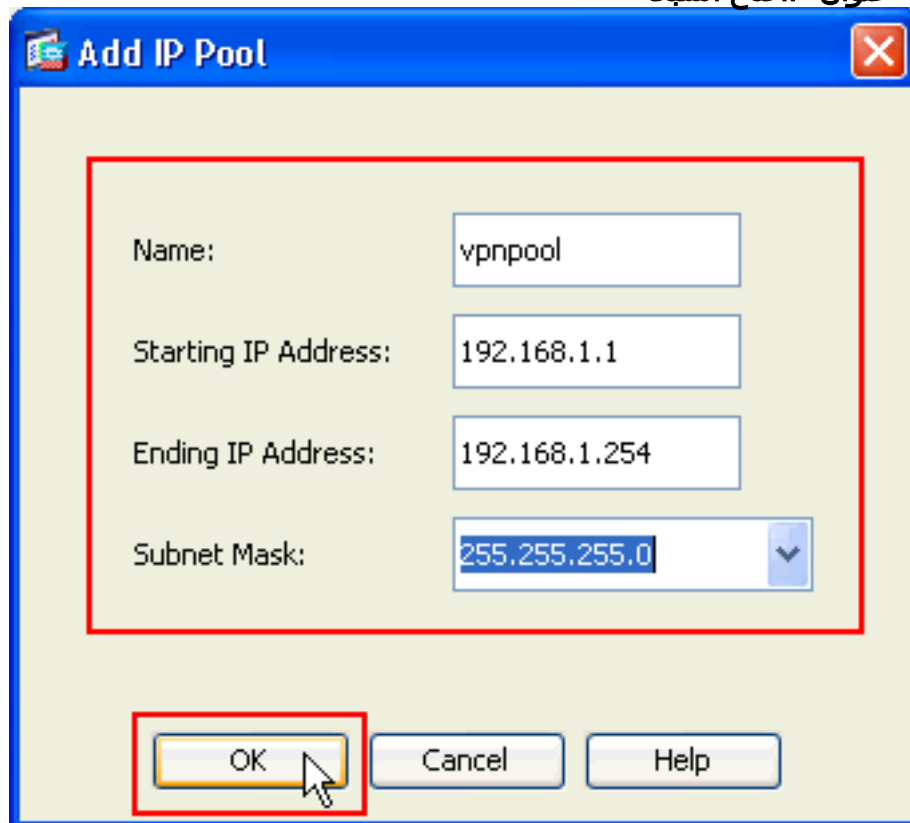 Add IP Pool
Name: vpnpool
Starting IP Address: 192.168.1.1
Ending IP Address: 192.168.1.254
Subnet Mask: 255.255.255.0
OK Cancel Help